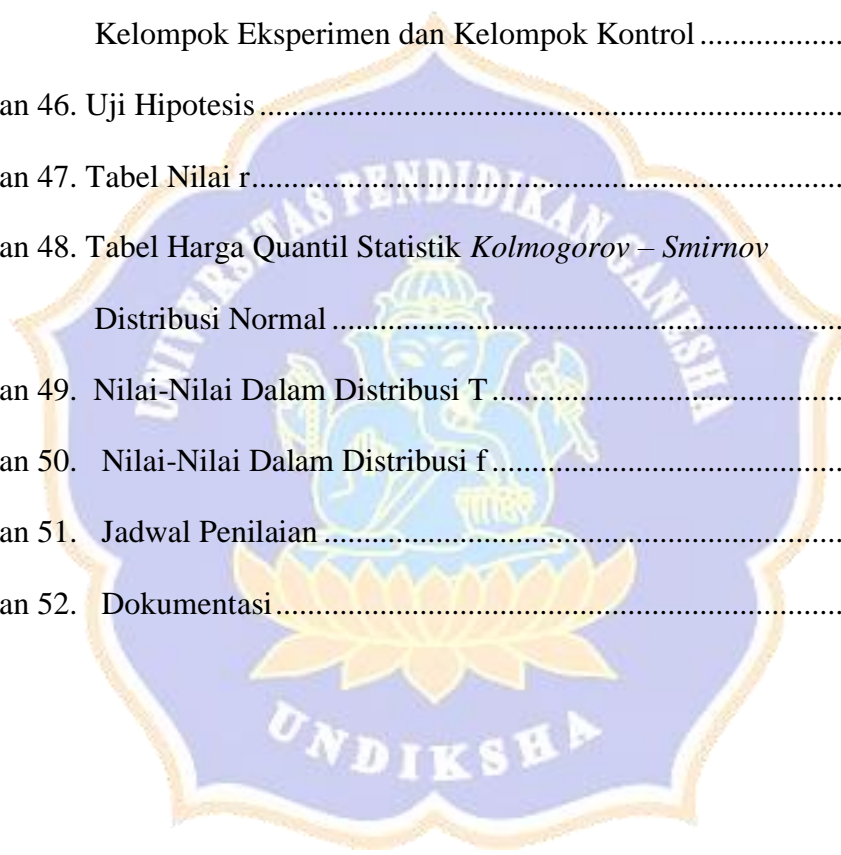 Kelompok Eksperimen dan Kelompok Kontrol ..................
an 46. Uji Hipotesis ........................................................................
an 47. Tabel Nilai r.........................................................................
an 48. Tabel Harga Quantil Statistik Kolmogorov – Smirnov
Distribusi Normal ...............................................................
an 49. Nilai-Nilai Dalam Distribusi T ...........................................
an 50. Nilai-Nilai Dalam Distribusi f ...........................................
an 51. Jadwal Penilaian ...............................................................
an 52. Dokumentasi .....................................................................
UNIVERSITAS PENDIDIKAN GANESHA
UNDIKSHA